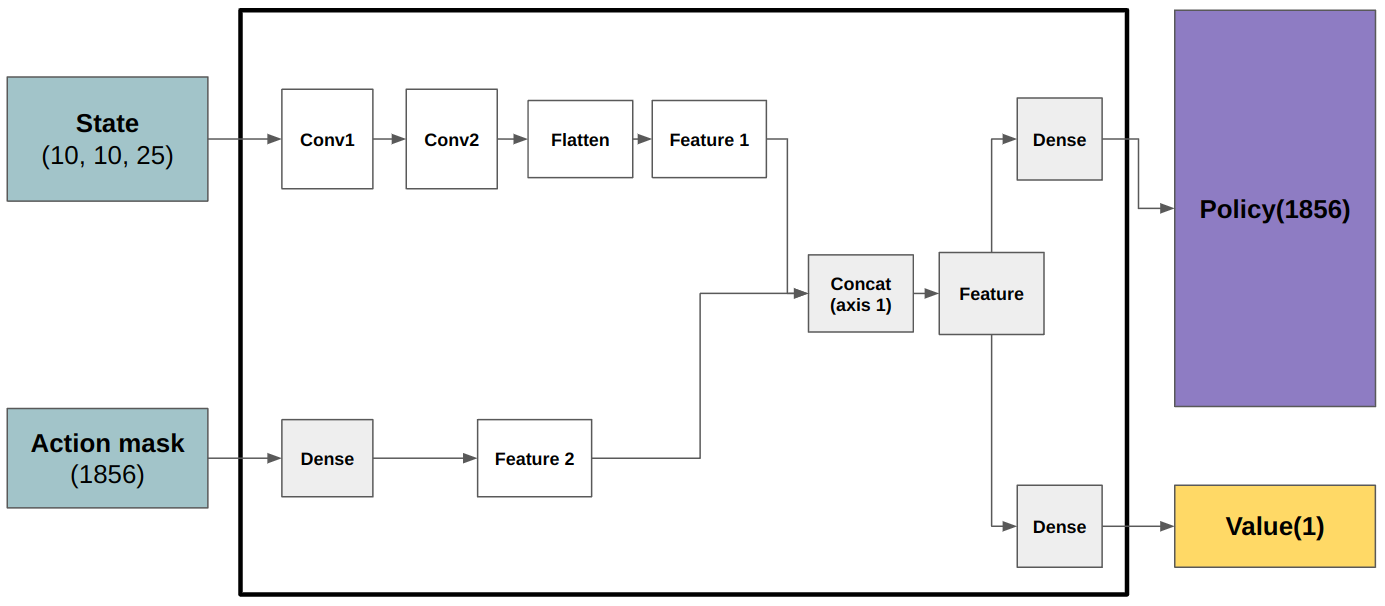 State
(10, 10, 25)
Conv1
Conv2
Flatten
Feature 1
Dense
Policy(1856)
Concat
(axis 1)
Feature
Action mask
(1856)
Dense
Feature 2
Dense
Value(1)